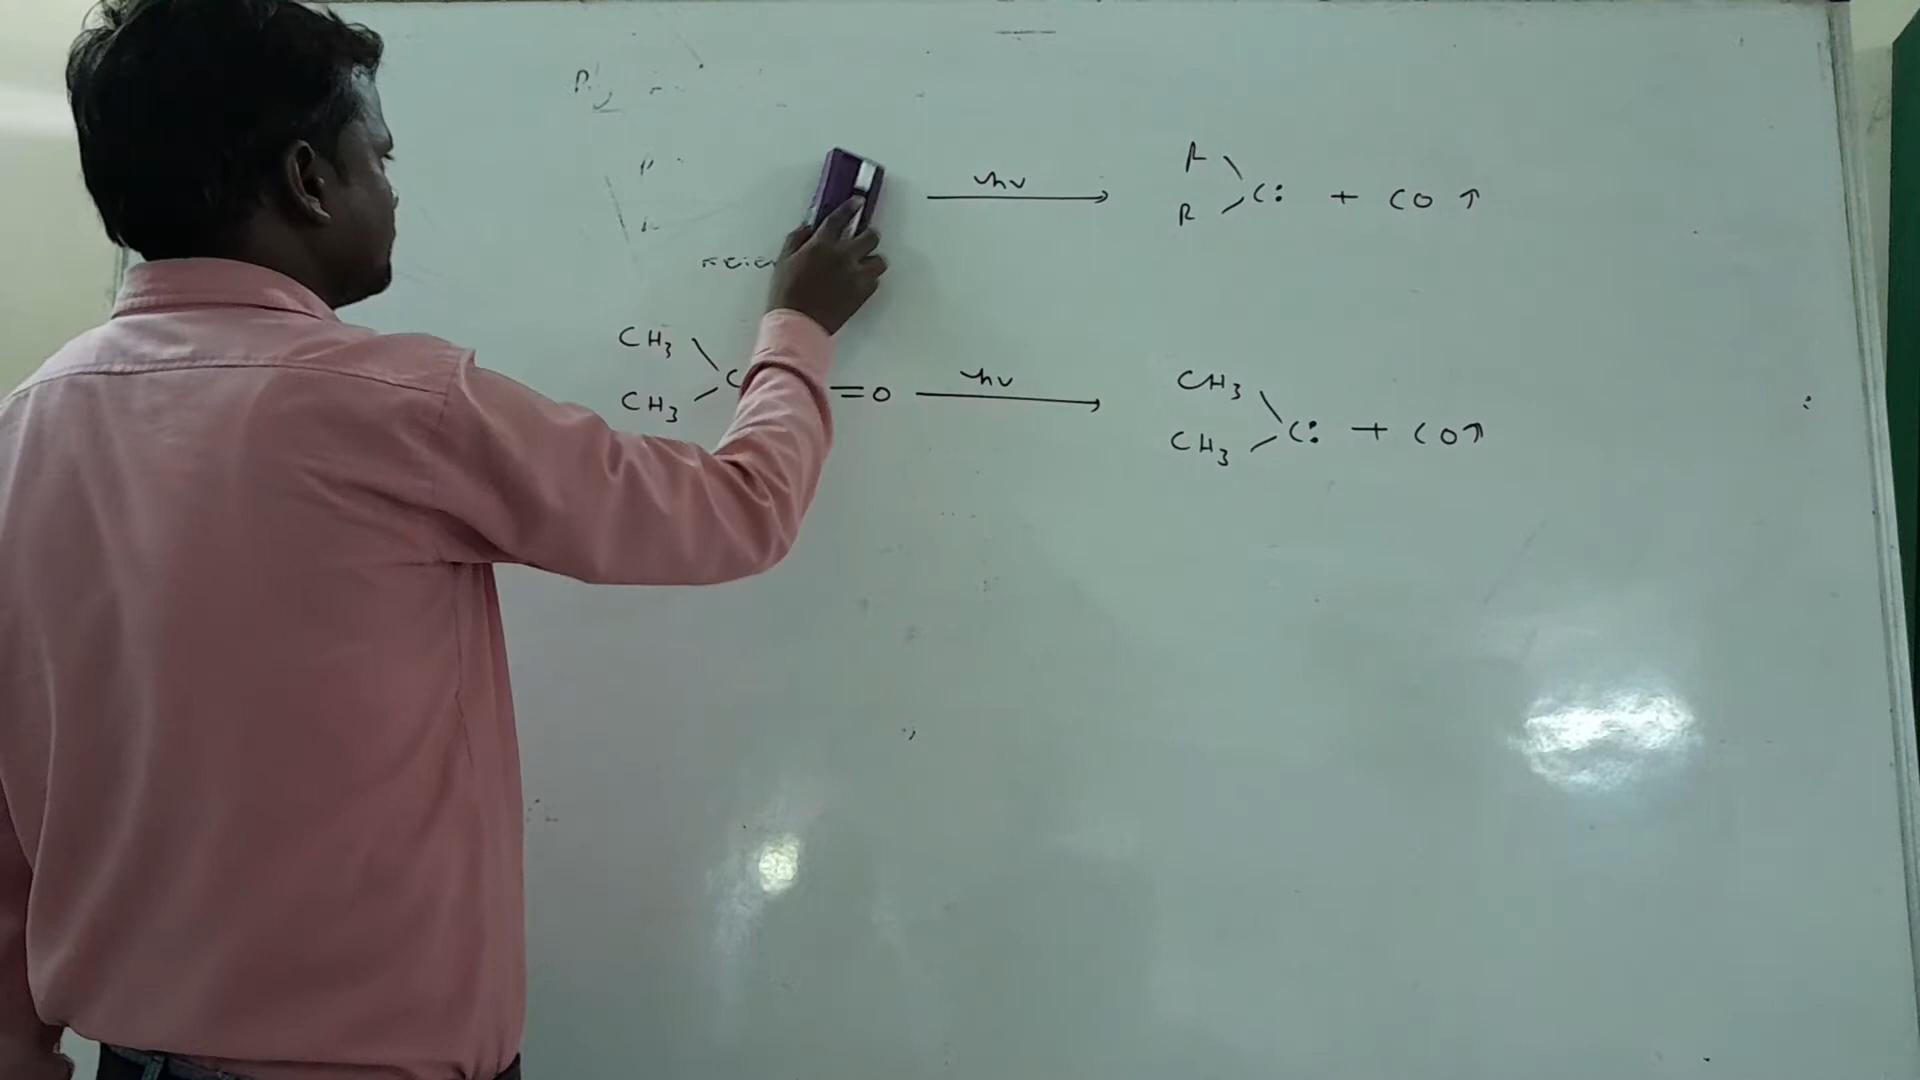 hν
R
R C: + CO ↑
CH₃
CH₃ C =O hν
CH₃
CH₃ C: + CO↑